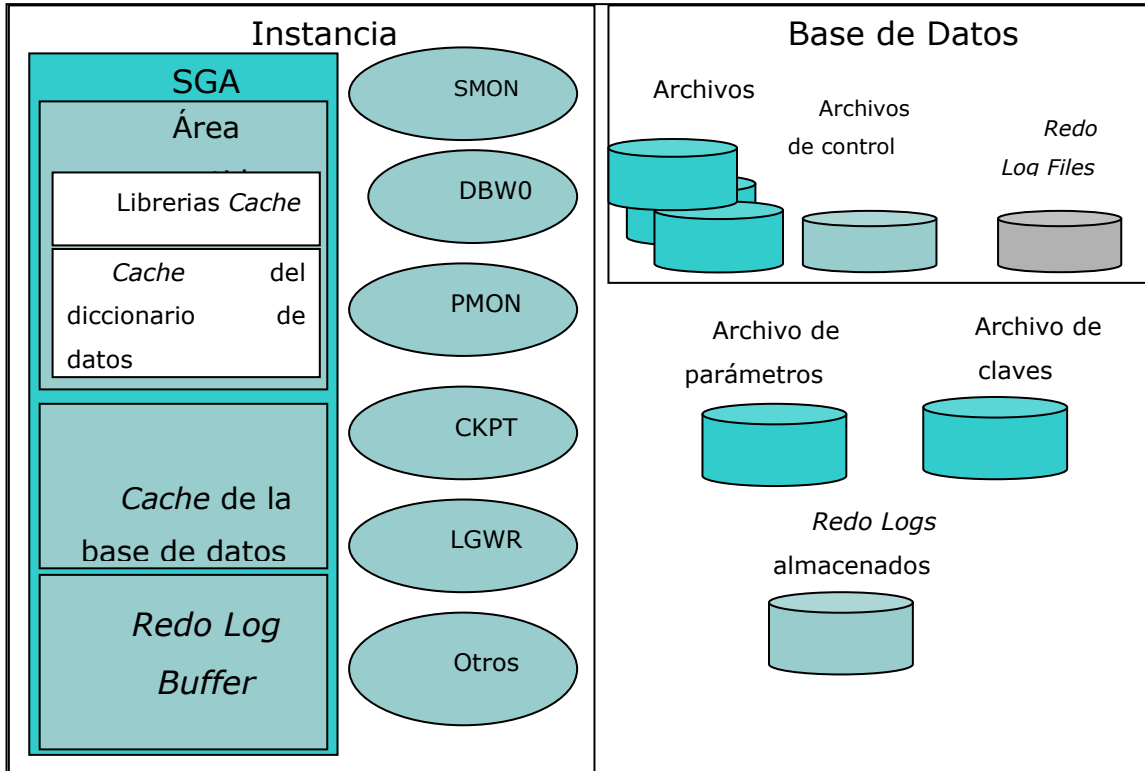 Instancia
SGA
Área
Librerias Cache
Cache del
diccionario de
datos
Cache de la
base de datos
Redo Log
Buffer
SMON
DBW0
PMON
CKPT
LGWR
Otros
Base de Datos
Archivos
Archivos
de control
Redo
Log Files
Archivo de
parámetros
Archivo de
claves
Redo Logs
almacenados